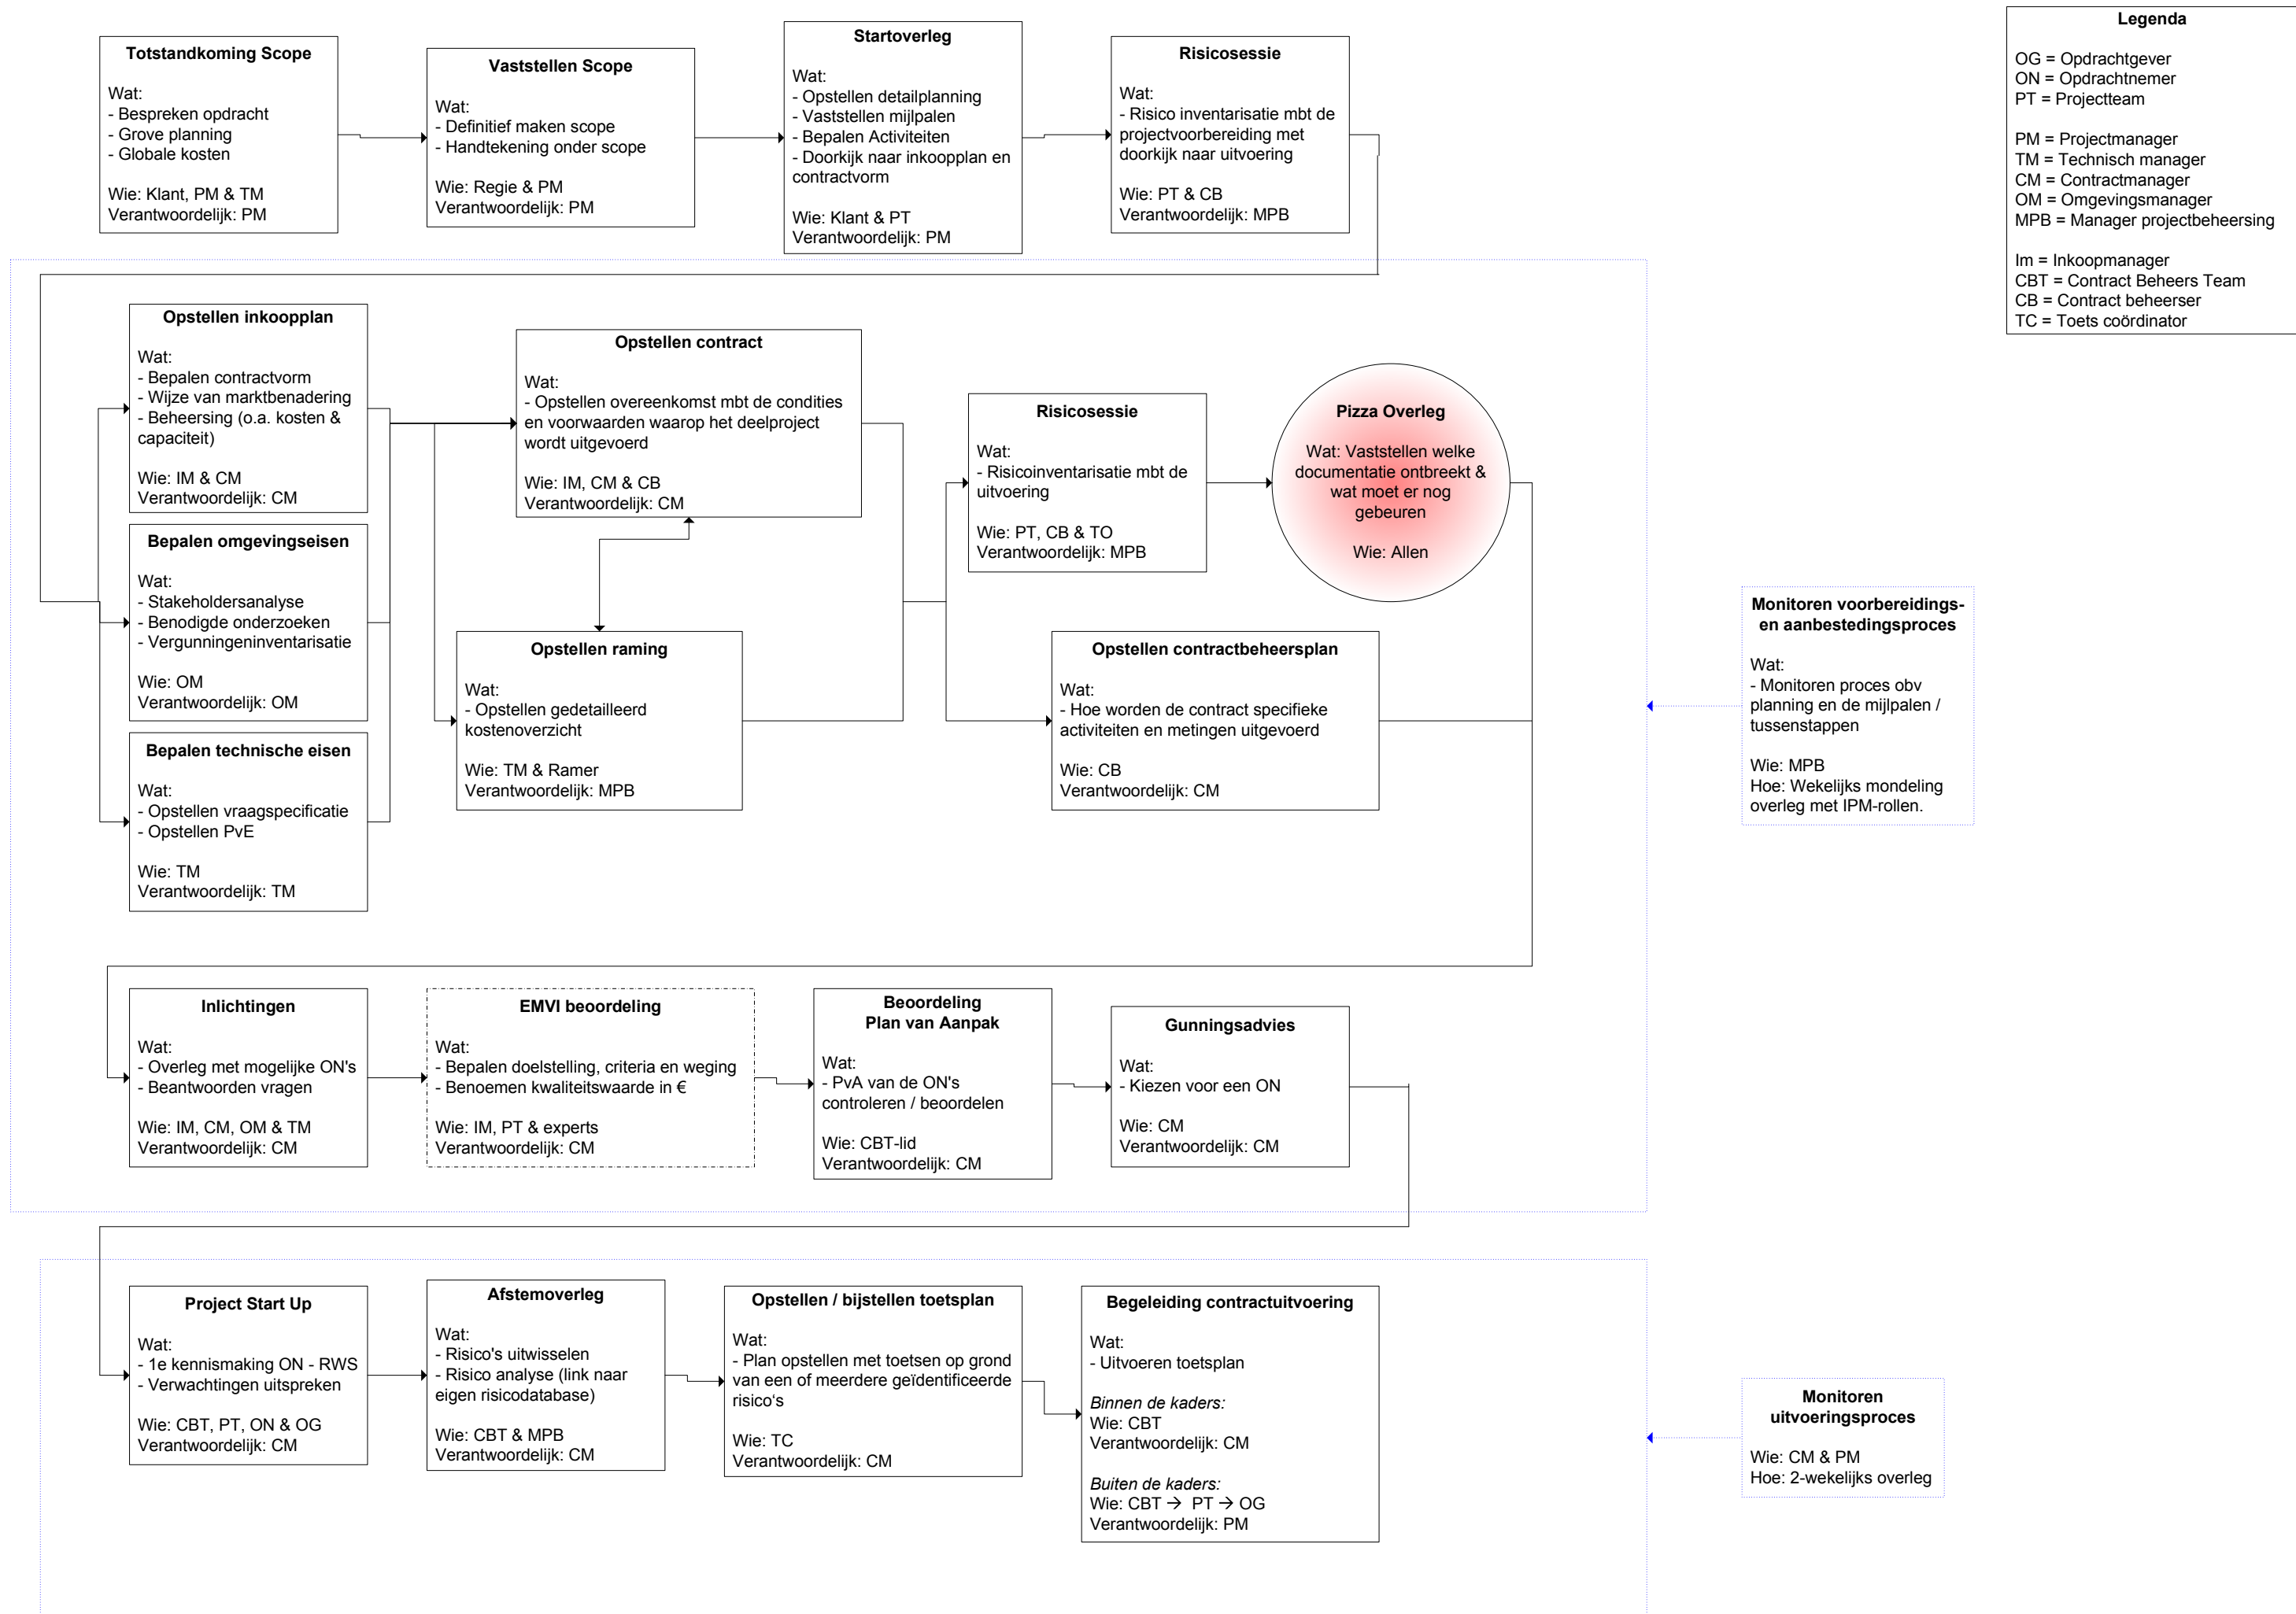 Totstandkoming Scope
Wat:
- Bespreken opdracht
- Grove planning
- Globale kosten
Wie: Klant, PM & TM
Verantwoordelijk: PM
Vaststellen Scope
Wat:
- Definitief maken scope
- Handtekening onder scope
Wie: Regie & PM
Verantwoordelijk: PM
Startoverleg
Wat:
- Opstellen detailplanning
- Vaststellen mijlpalen
- Bepalen Activiteiten
- Doorkijk naar inkoopplan en
contractvorm
Wie: Klant & PT
Verantwoordelijk: PM
Risicosessie
Wat:
- Risico inventarisatie mbt de
projectvoorbereiding met
doorkijk naar uitvoering
Wie: PT & CB
Verantwoordelijk: MPB
Legenda
OG = Opdrachtgever
ON = Opdrachtnemer
PT = Projectteam
PM = Projectmanager
TM = Technisch manager
CM = Contractmanager
OM = Omgevingsmanager
MPB = Manager projectbeheersing
Im = Inkoopmanager
CBT = Contract Beheers Team
CB = Contract beheerser
TC = Toets coördinator
Opstellen inkoopplan
Wat:
- Bepalen contractvorm
- Wijze van marktbenadering
- Beheersing (o.a. kosten &
capaciteit)
Wie: IM & CM
Verantwoordelijk: CM
Bepalen omgevingseisen
Wat:
- Stakeholdersanalyse
- Benodigde onderzoeken
- Vergunningeninventarisatie
Wie: OM
Verantwoordelijk: OM
Bepalen technische eisen
Wat:
- Opstellen vraagspecificatie
- Opstellen PvE
Wie: TM
Verantwoordelijk: TM
Opstellen contract
Wat:
- Opstellen overeenkomst mbt de condities
en voorwaarden waarop het deelproject
wordt uitgevoerd
Wie: IM, CM & CB
Verantwoordelijk: CM
Opstellen raming
Wat:
- Opstellen gedetailleerd
kostenoverzicht
Wie: TM & Ramer
Verantwoordelijk: MPB
Risicosessie
Wat:
- Risicoinventarisatie mbt de
uitvoering
Wie: PT, CB & TO
Verantwoordelijk: MPB
Pizza Overleg
Wat: Vaststellen welke
documentatie ontbreekt &
wat moet er nog
gebeuren
Wie: Allen
Opstellen contractbeheersplan
Wat:
- Hoe worden de contract specifieke
activiteiten en metingen uitgevoerd
Wie: CB
Verantwoordelijk: CM
Monitoren voorbereidings-
en aanbestedingsproces
Wat:
- Monitoren proces obv
planning en de mijlpalen /
tussenstappen
Wie: MPB
Hoe: Wekelijks mondeling
overleg met IPM-rollen.
Inlichtingen
Wat:
- Overleg met mogelijke ON's
- Beantwoorden vragen
Wie: IM, CM, OM & TM
Verantwoordelijk: CM
EMVI beoordeling
Wat:
- Bepalen doelstelling, criteria en weging
- Benoemen kwaliteitswaarde in €
Wie: IM, PT & experts
Verantwoordelijk: CM
Beoordeling
Plan van Aanpak
Wat:
- PvA van de ON's
controleren / beoordelen
Wie: CBT-lid
Verantwoordelijk: CM
Gunningsadvies
Wat:
- Kiezen voor een ON
Wie: CM
Verantwoordelijk: CM
Project Start Up
Wat:
- 1e kennismaking ON - RWS
- Verwachtingen uitspreken
Wie: CBT, PT, ON & OG
Verantwoordelijk: CM
Afstemoverleg
Wat:
- Risico's uitwisselen
- Risico analyse (link naar
eigen risicodatabase)
Wie: CBT & MPB
Verantwoordelijk: CM
Opstellen / bijstellen toetsplan
Wat:
- Plan opstellen met toetsen op grond
van een of meerdere geïdentificeerde
risico‘s
Wie: TC
Verantwoordelijk: CM
Begeleiding contractuitvoering
Wat:
- Uitvoeren toetsplan
Binnen de kaders:
Wie: CBT
Verantwoordelijk: CM
Buiten de kaders:
Wie: CBT → PT → OG
Verantwoordelijk: PM
Monitoren
uitvoeringsproces
Wie: CM & PM
Hoe: 2-wekelijks overleg